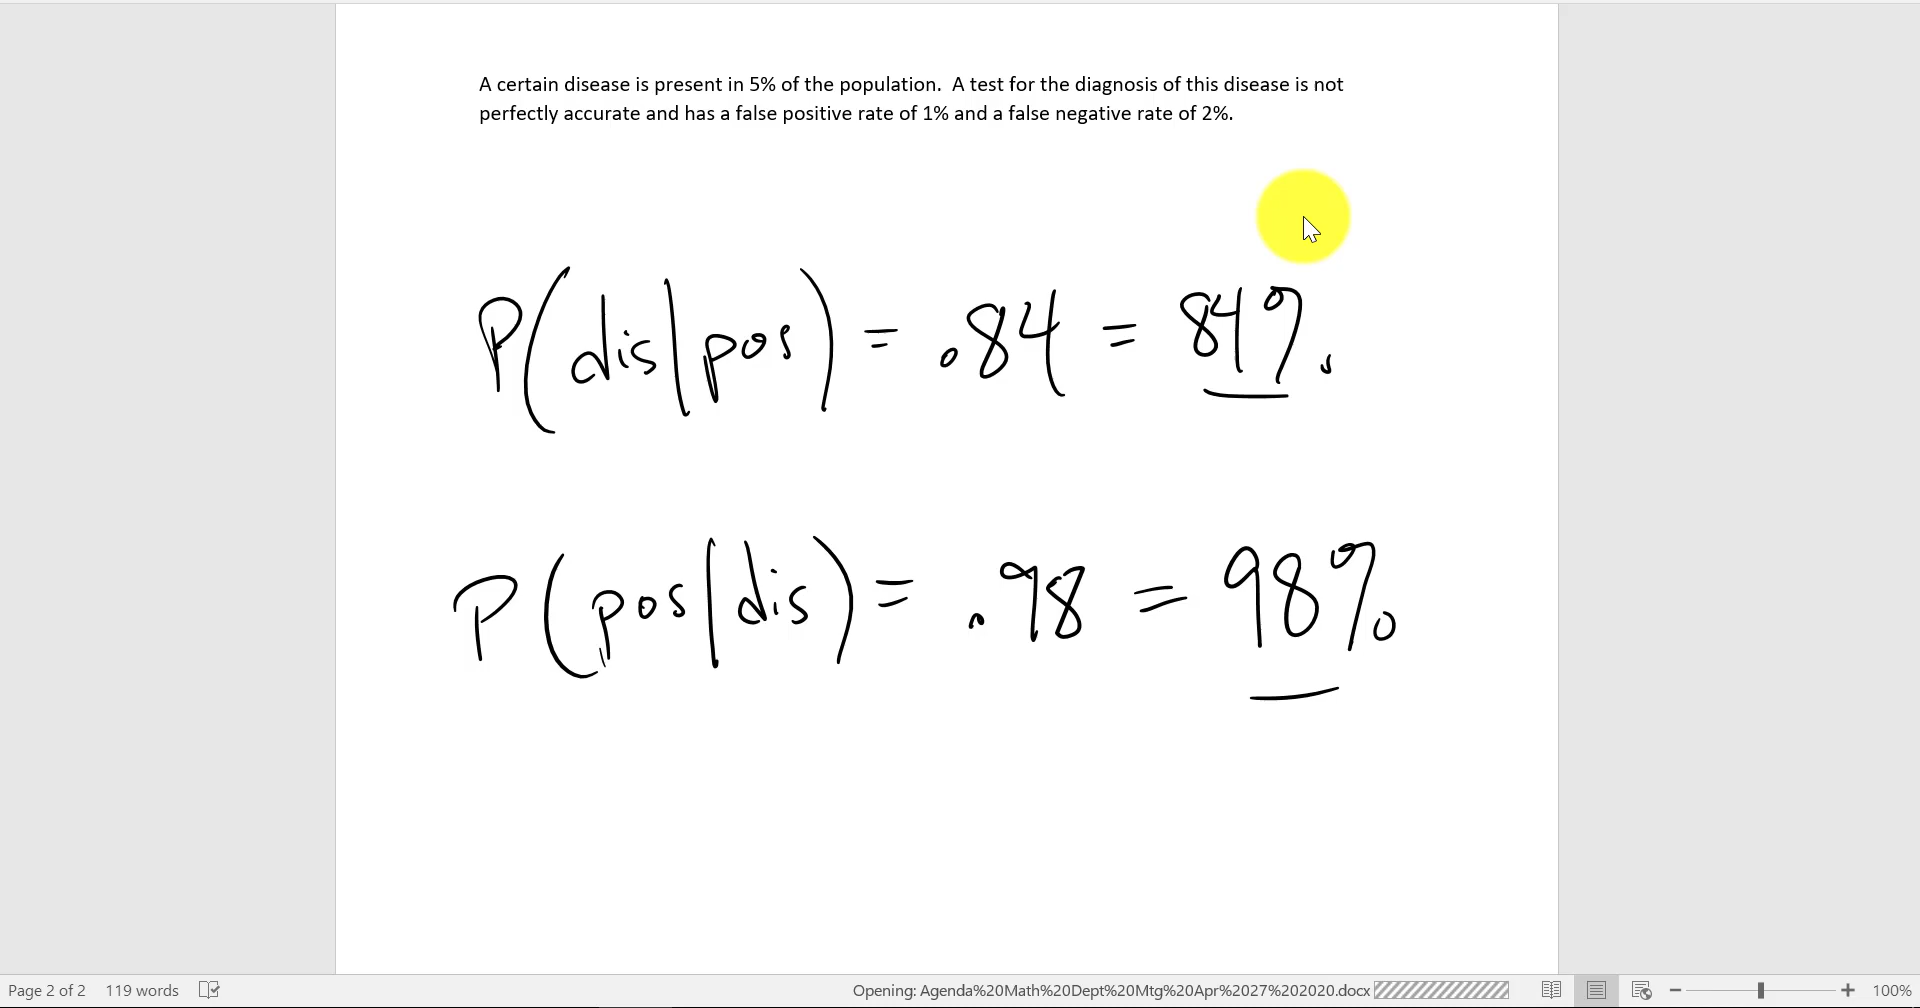 A certain disease is present in 5% of the population. A test for the diagnosis of this disease is not
perfectly accurate and has a false positive rate of 1% and a false negative rate of 2%.
P(dis|pos) = .84 = 84%
P(pos|dis) = .98 = 98%
Page 2 of 2 119 words Opening: Agenda%20Math%20Dept%20Mtg%20Apr%2027%202020.docx 100%